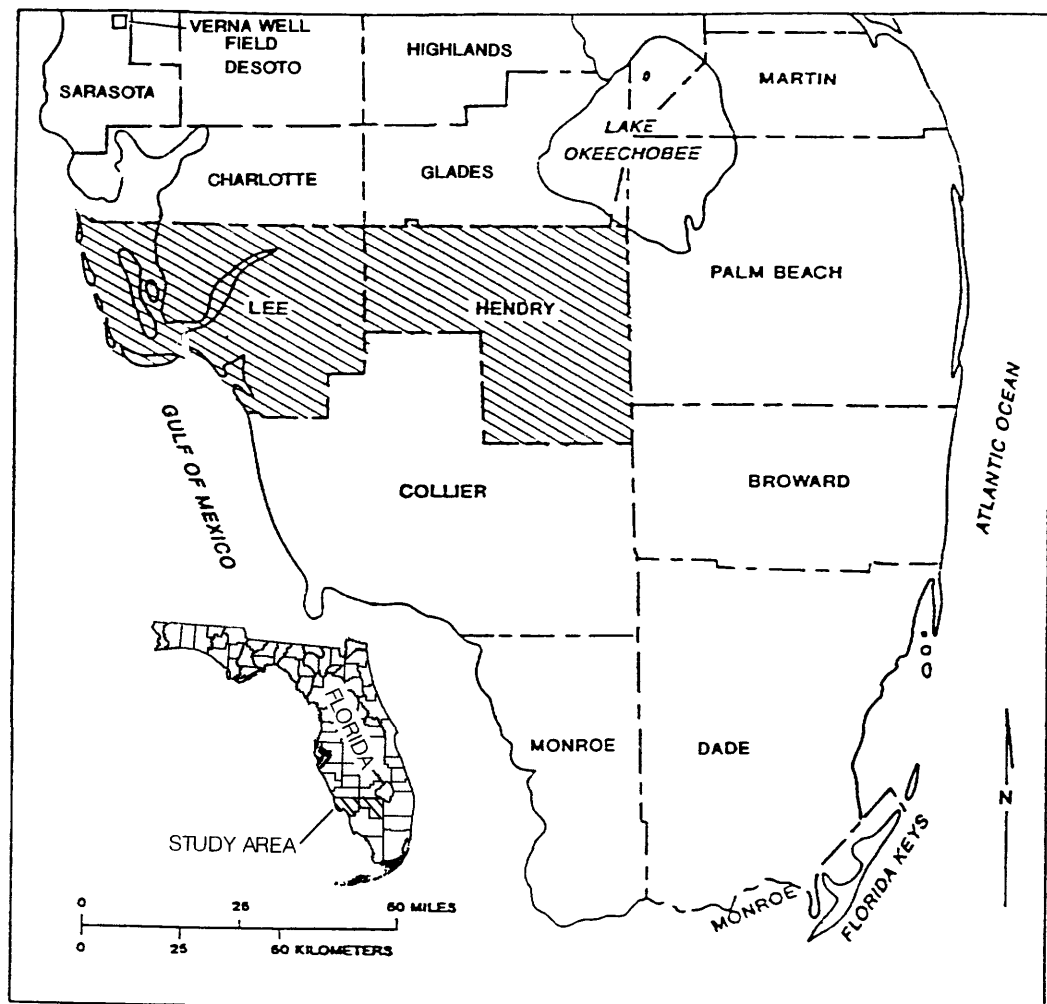 VERNA WELL
FIELD
DESOTO
HIGHLANDS
MARTIN
SARASOTA
LAKE
OKEECHOBEE
CHARLOTTE
GLADES
PALM BEACH
LEE
HENDRY
GULF OF MEXICO
ATLANTIC OCEAN
COLLIER
BROWARD
FLORIDA
MONROE
DADE
N
STUDY AREA
MONROE
FLORIDA KEYS
0 25 50 MILES
0 25 50 KILOMETERS